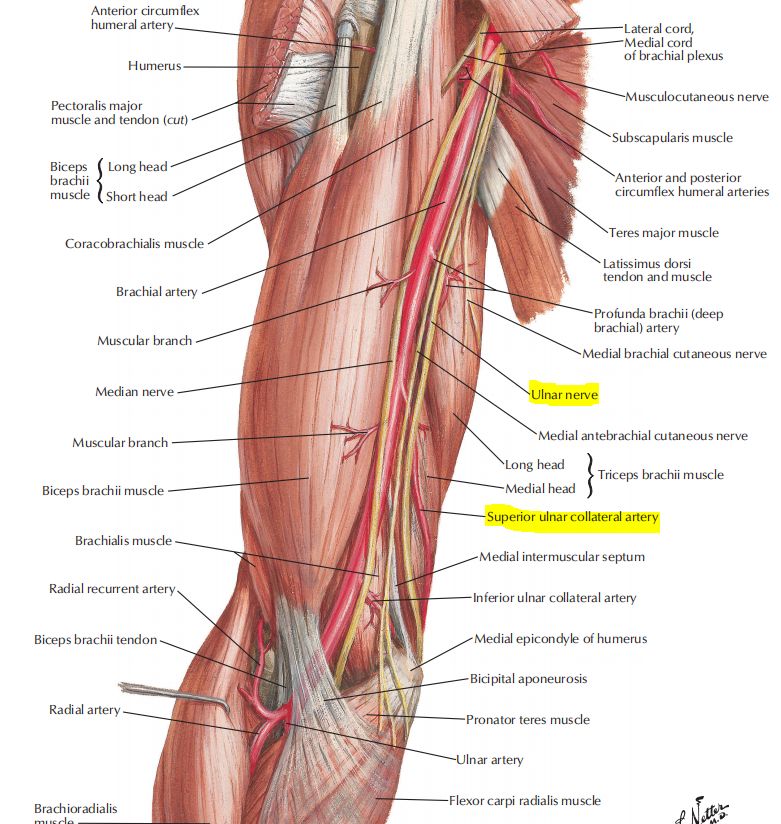 Anterior circumflex
humeral artery
Humerus
Pectoralis major
muscle and tendon (cut)
Biceps
brachii
muscle
Long head
Short head
Coracobrachialis muscle
Brachial artery
Muscular branch
Median nerve
Muscular branch
Biceps brachii muscle
Brachialis muscle
Radial recurrent artery
Biceps brachii tendon
Radial artery
Brachioradialis
muscle
Lateral cord,
Medial cord
of brachial plexus
Musculocutaneous nerve
Subscapularis muscle
Anterior and posterior
circumflex humeral arteries
Teres major muscle
Latissimus dorsi
tendon and muscle
Profunda brachii (deep
brachial) artery
Medial brachial cutaneous nerve
Ulnar nerve
Medial antebrachial cutaneous nerve
Long head
Medial head
Triceps brachii muscle
Superior ulnar collateral artery
Medial intermuscular septum
Inferior ulnar collateral artery
Medial epicondyle of humerus
Bicipital aponeurosis
Pronator teres muscle
Ulnar artery
Flexor carpi radialis muscle
Netter
M.D.